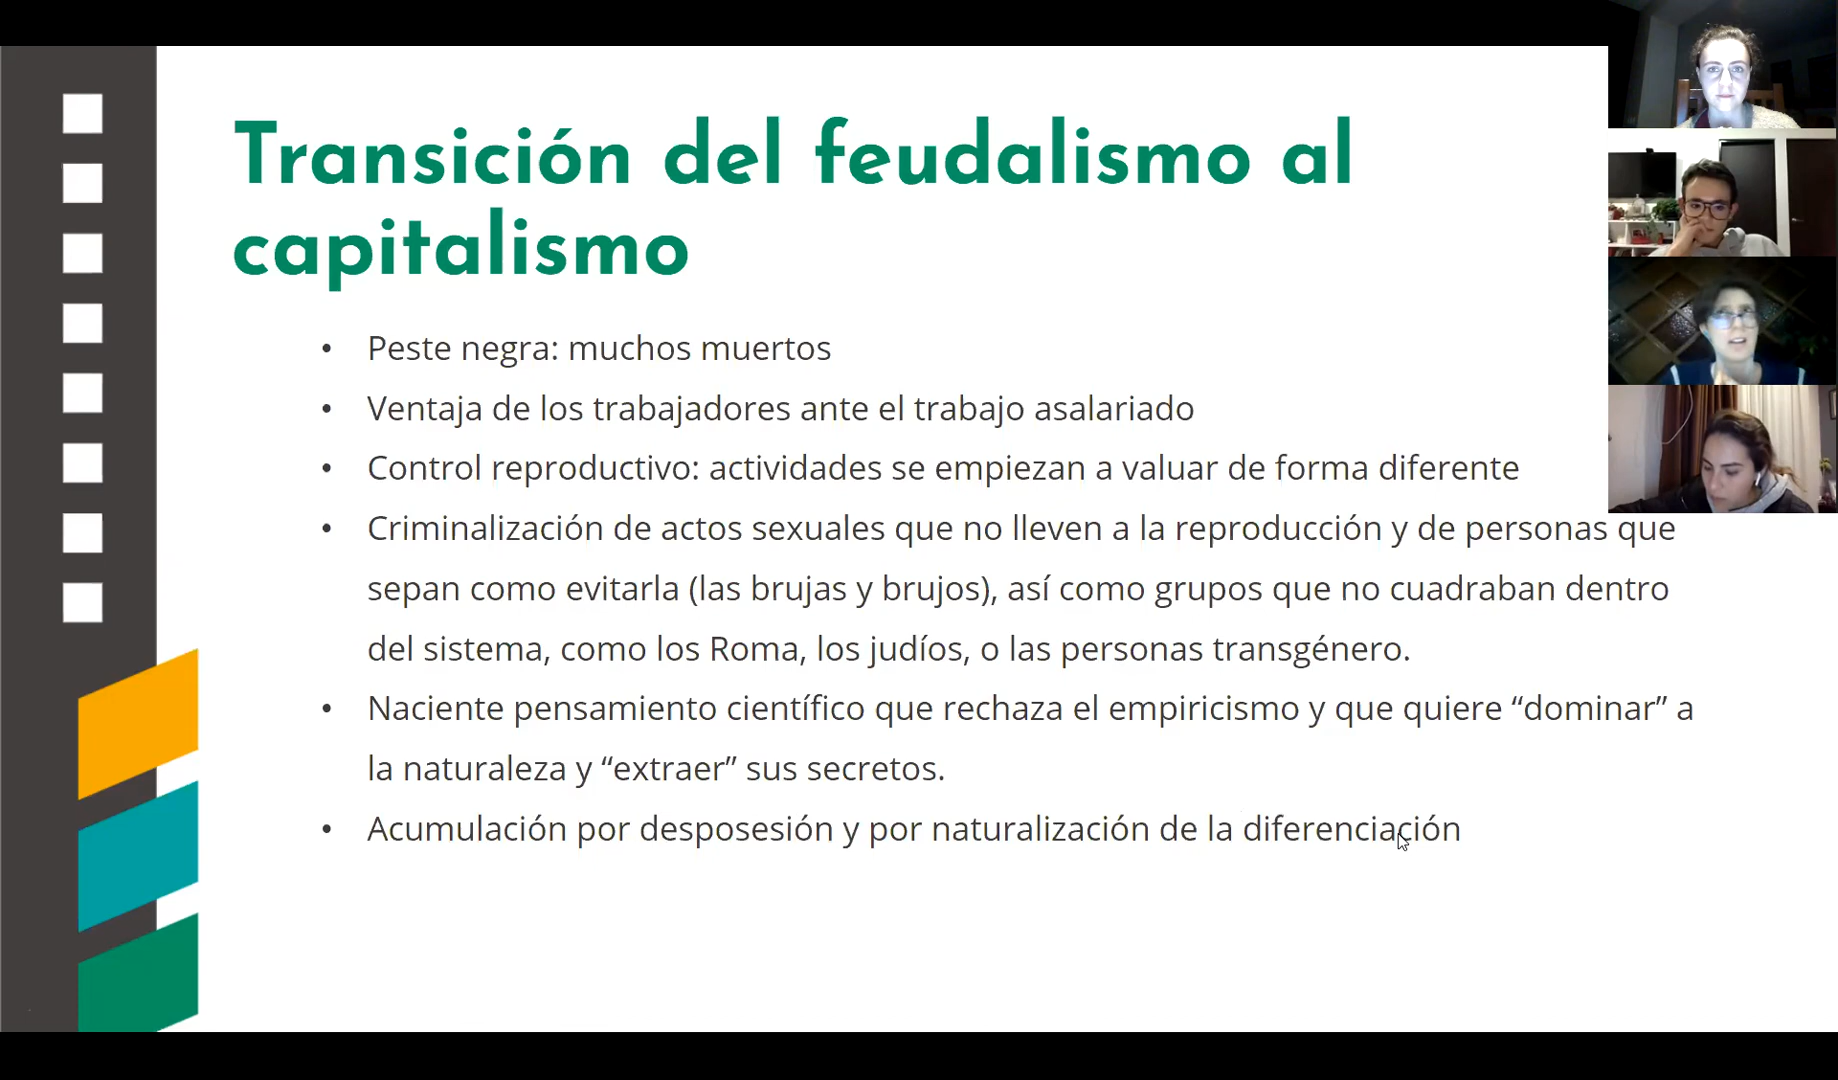 Transición del feudalismo al
capitalismo
• Peste negra: muchos muertos
• Ventaja de los trabajadores ante el trabajo asalariado
• Control reproductivo: actividades se empiezan a valuar de forma diferente
• Criminalización de actos sexuales que no lleven a la reproducción y de personas que
sepan como evitarla (las brujas y brujos), así como grupos que no cuadraban dentro
del sistema, como los Roma, los judíos, o las personas transgénero.
• Naciente pensamiento científico que rechaza el empiricismo y que quiere “dominar” a
la naturaleza y “extraer” sus secretos.
• Acumulación por desposesión y por naturalización de la diferenciación